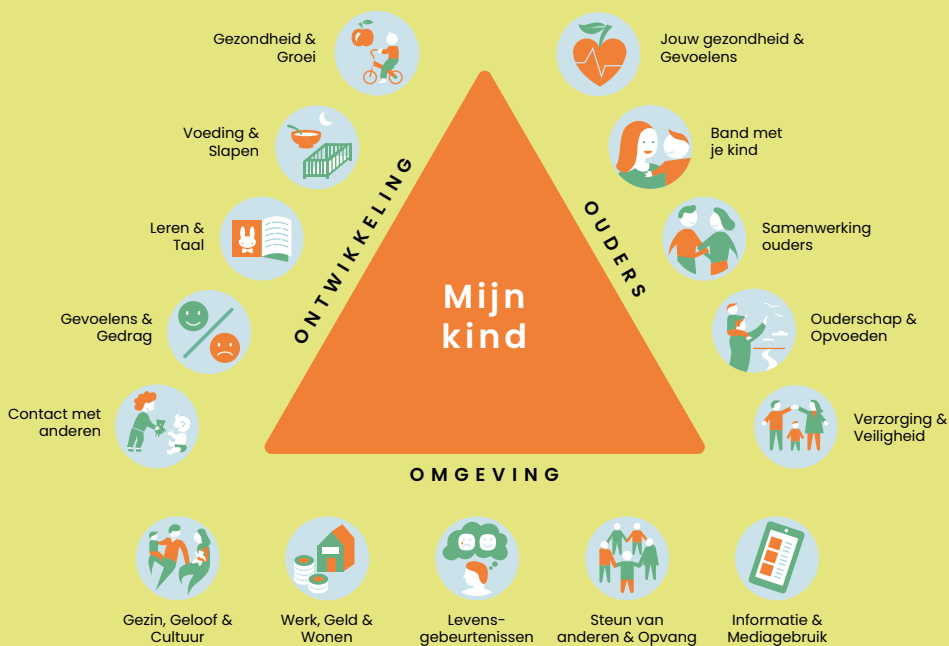 Gezondheid &
Groei
Voeding &
Slapen
Leren &
Taal
Gevoelens &
Gedrag
Contact met
anderen
ONTWIKKELING
Mijn
kind
OUDERS
Jouw gezondheid &
Gevoelens
Band met
je kind
Samenwerking
ouders
Ouderschap &
Opvoeden
Verzorging &
Veiligheid
OMGEVING
Gezin, Geloof &
Cultuur
Werk, Geld &
Wonen
Levens-
gebeurtenissen
Steun van
anderen & Opvang
Informatie &
Mediagebruik